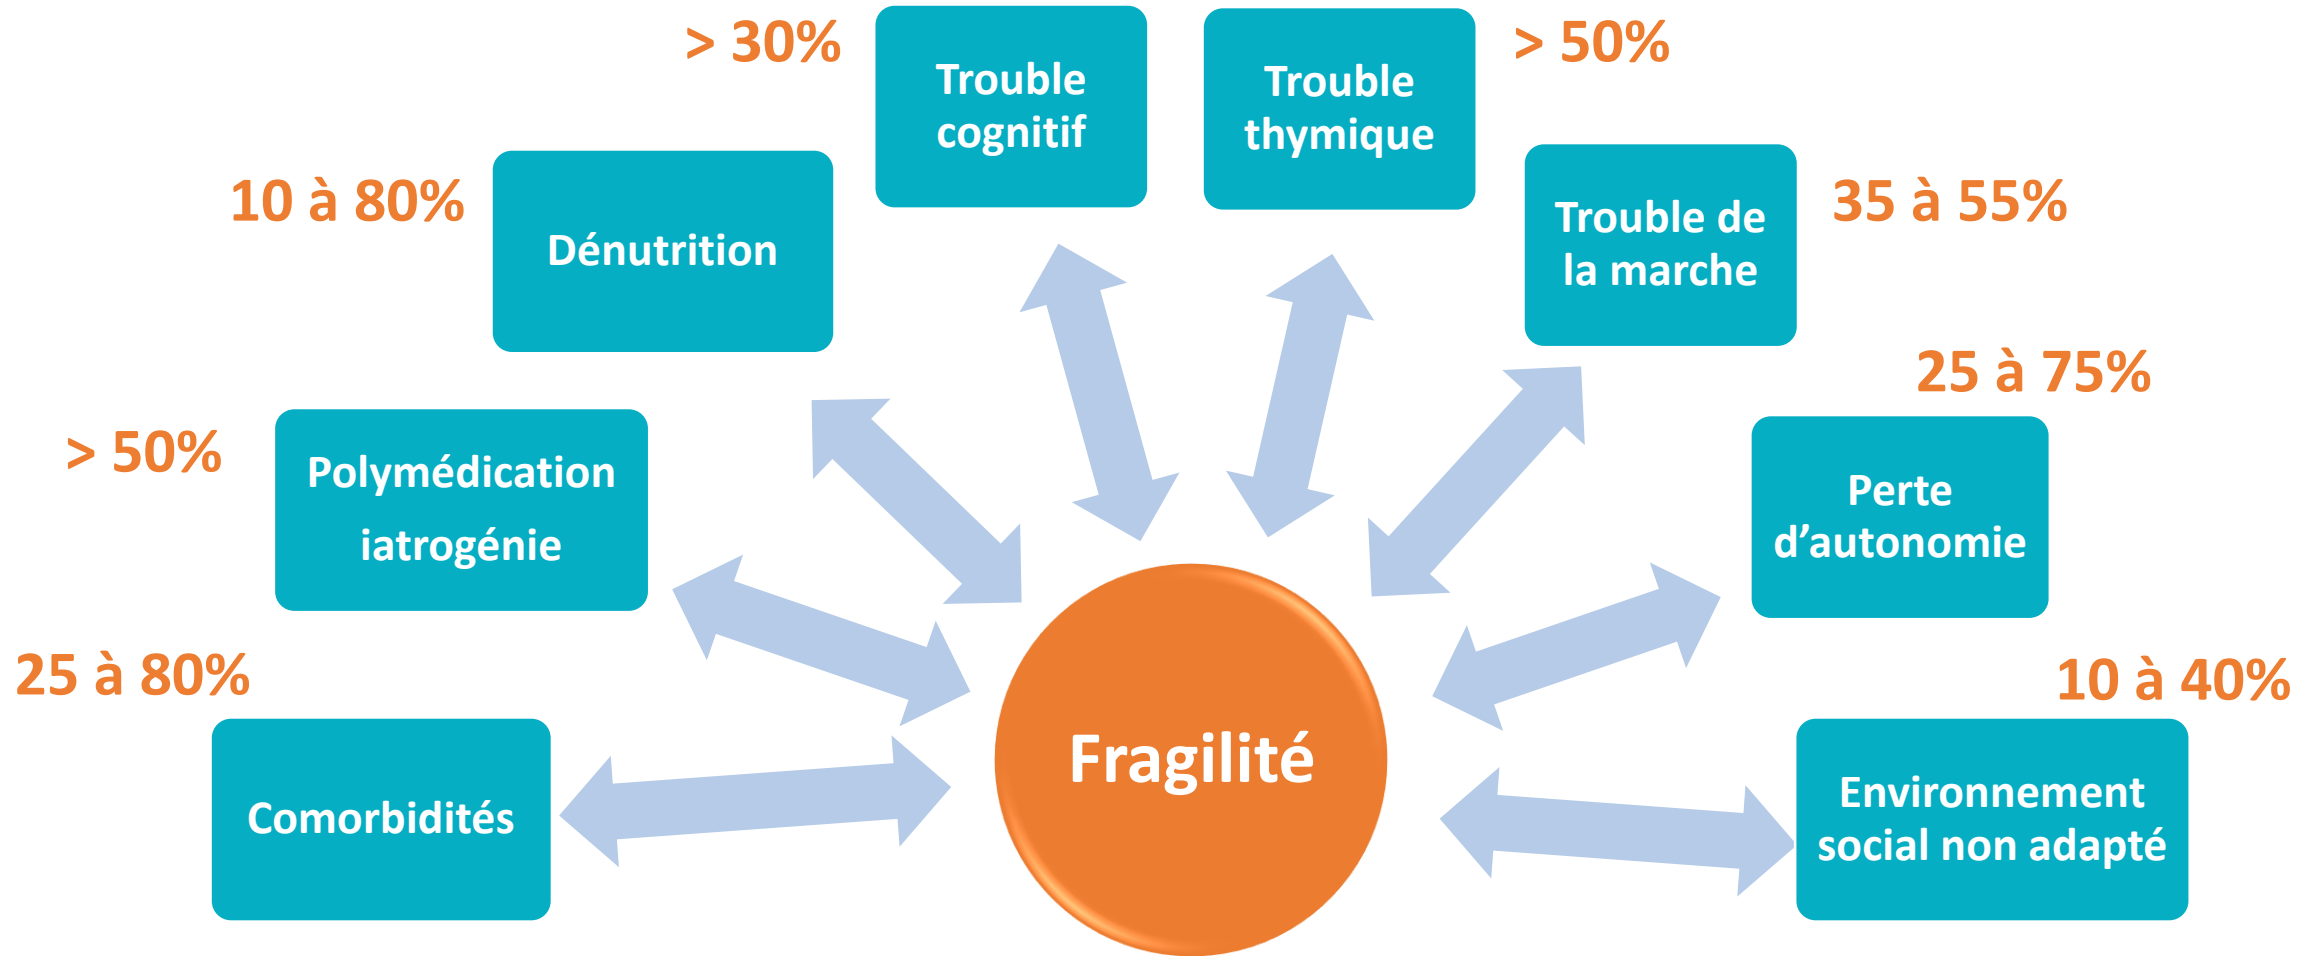 > 30%
Trouble
cognitif
Trouble
thymique
> 50%
10 à 80%
Dénutrition
Trouble de
la marche
35 à 55%
> 50%
Polymédication
iatrogénie
25 à 75%
Perte
d’autonomie
25 à 80%
Comorbidités
Fragilité
10 à 40%
Environnement
social non adapté